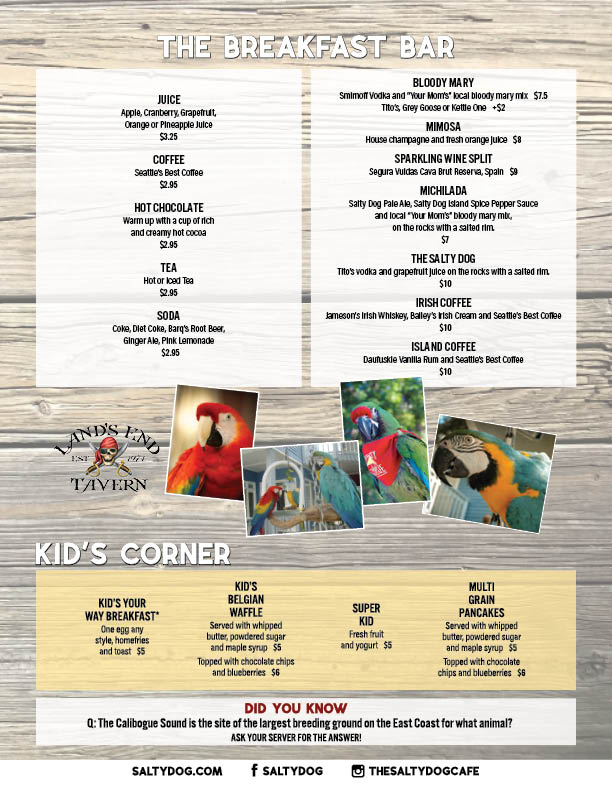 THE BREAKFAST BAR
JUICE
Apple, Cranberry, Grapefruit,
Orange or Pineapple Juice
$3.25
COFFEE
Seattle's Best Coffee
$2.95
HOT CHOCOLATE
Warm up with a cup of rich
and creamy hot cocoa
$2.95
TEA
Hot or Iced Tea
$2.95
SODA
Coke, Diet Coke, Barq's Root Beer,
Ginger Ale, Pink Lemonade
$2.95
BLOODY MARY
Smirnoff Vodka and "Your Mom's" local bloody mary mix $7.5
Tito's, Grey Goose or Kettle One +$2
MIMOSA
House champagne and fresh orange juice $8
SPARKLING WINE SPLIT
Segura Vuidas Cava Brut Reserva, Spain $9
MICHILADA
Salty Dog Pale Ale, Salty Dog Island Spice Pepper Sauce
and local "Your Mom's" bloody mary mix,
on the rocks with a salted rim.
$7
THE SALTY DOG
Tito's vodka and grapefruit juice on the rocks with a salted rim.
$10
IRISH COFFEE
Jameson's Irish Whiskey, Bailey's Irish Cream and Seattle's Best Coffee
$10
ISLAND COFFEE
Daufuskie Vanilla Rum and Seattle's Best Coffee
$10
LAND'S END
EST
TAVERN
KID'S CORNER
KID'S YOUR
WAY BREAKFAST*
One egg any
style, homefries
and toast $5
KID'S
BELGIAN
WAFFLE
Served with whipped
butter, powdered sugar
and maple syrup $5
Topped with chocolate chips
and blueberries $6
SUPER
KID
Fresh fruit
and yogurt $5
MULTI
GRAIN
PANCAKES
Served with whipped
butter, powdered sugar
and maple syrup $5
Topped with chocolate
chips and blueberries $6
DID YOU KNOW
Q: The Calibogue Sound is the site of the largest breeding ground on the East Coast for what animal?
ASK YOUR SERVER FOR THE ANSWER!
SALTYDOG.COM
f SALTYDOG
THESALTYDOGCAFE